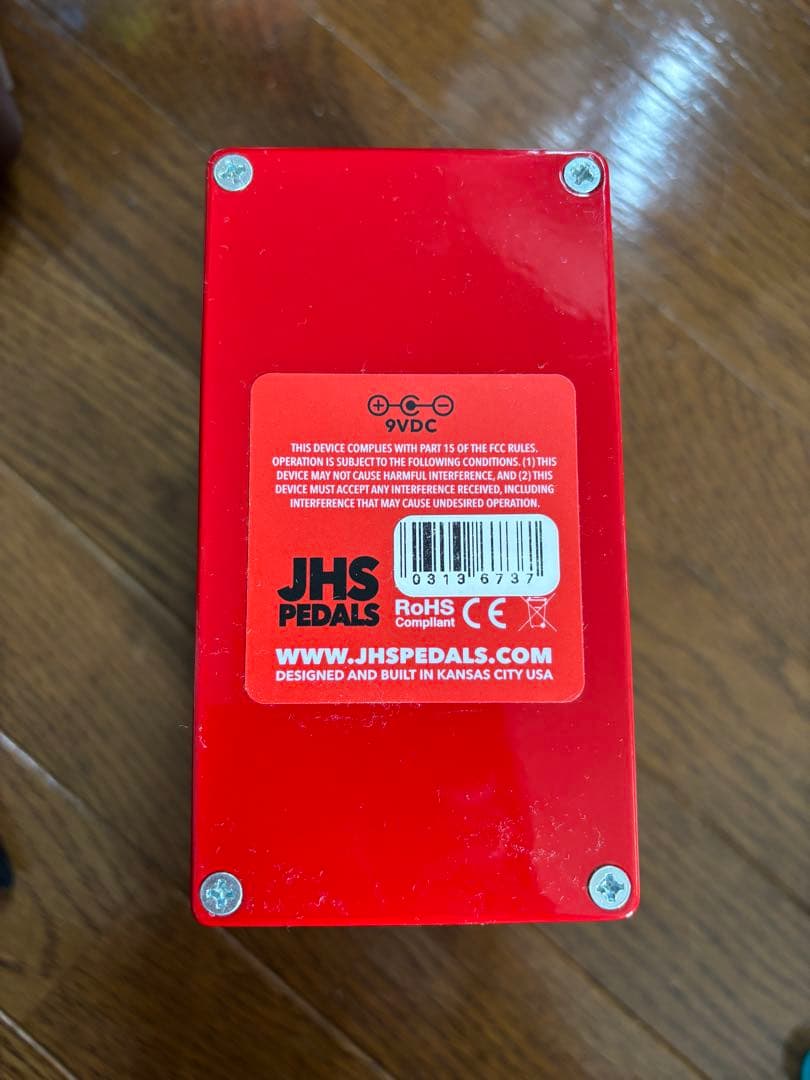 9VDC
THIS DEVICE COMPLIES WITH PART 15 OF THE FCC RULES.
OPERATION IS SUBJECT TO THE FOLLOWING CONDITIONS. (1) THIS
DEVICE MAY NOT CAUSE HARMFUL INTERFERENCE, AND (2) THIS
DEVICE MUST ACCEPT ANY INTERFERENCE RECEIVED, INCLUDING
INTERFERENCE THAT MAY CAUSE UNDESIRED OPERATION.
0313 6737
JHS
PEDALS
RoHS
Compliant
CE
WWW.JHSPEDALS.COM
DESIGNED AND BUILT IN KANSAS CITY USA